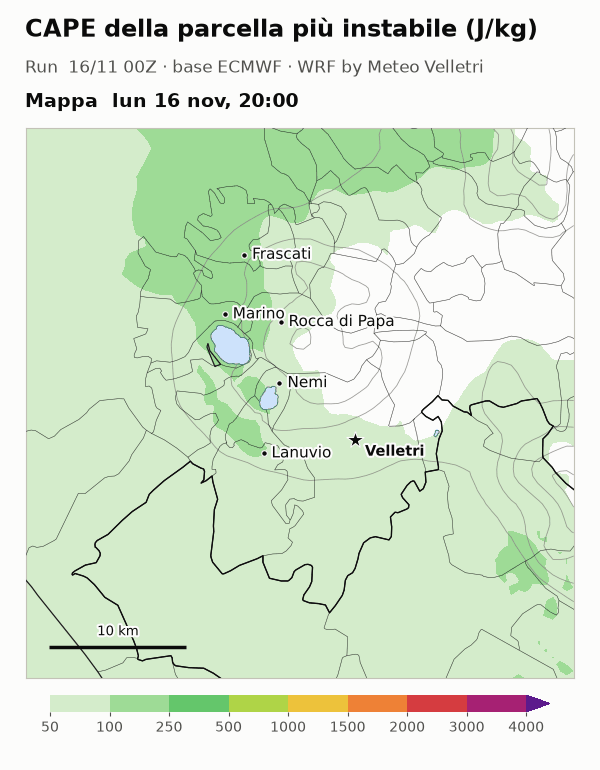 CAPE della parcella più instabile (J/kg)
Run  16/11 00Z · base ECMWF · WRF by Meteo Velletri
Mappa  lun 16 nov, 20:00
Frascati
Marino
Rocca di Papa
Nemi
Velletri
Lanuvio
10 km
50 100 250 500 1000 1500 2000 3000 4000